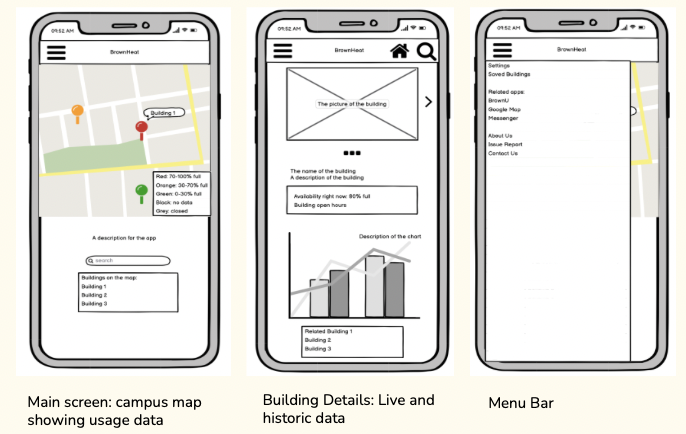 09:52 AM
BrownHeat
Building 1
Red: 70-100% full
Orange: 30-70% full
Green: 0-30% full
Black: no data
Grey: closed
A description for the app
search
Buildings on the map:
Building 1
Building 2
Building 3
Main screen: campus map
showing usage data
09:52 AM
BrownHeat
The picture of the building
The name of the building
A description of the building
Availability right now: 60% full
Building open hours
Description of the chart
Related Building 1
Building 2
Building 3
Building Details: Live and
historic data
09:52 AM
BrownHeat
Settings
Saved Buildings
Related apps:
BrownU
Google Map
Messenger
About Us
Issue Report
Contact Us
Menu Bar